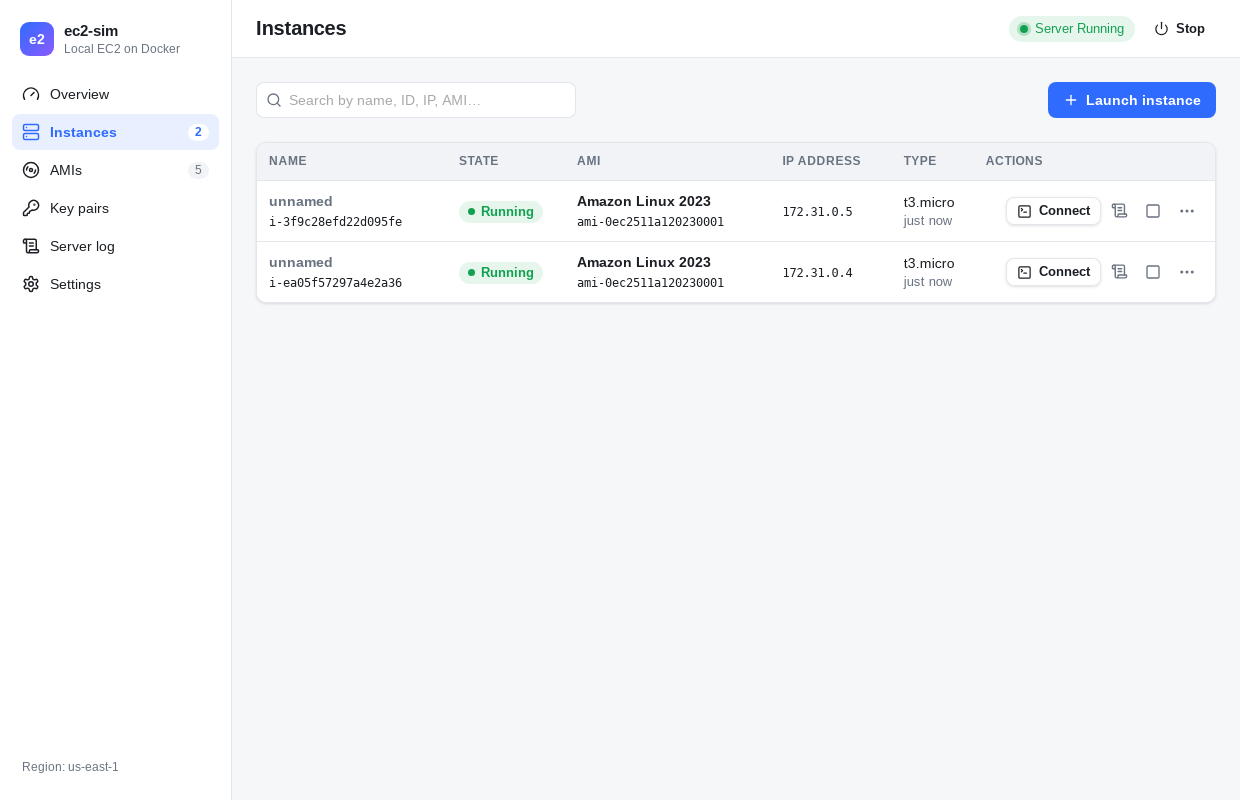 e2
ec2-sim
Local EC2 on Docker
Overview
Instances 2
AMIs 5
Key pairs
Server log
Settings
Region: us-east-1
Instances
Server Running
Stop
Search by name, ID, IP, AMI…
Launch instance
NAME STATE AMI IP ADDRESS TYPE ACTIONS
unnamed Running Amazon Linux 2023 172.31.0.5 t3.micro Connect
i-3f9c28efd22d095fe ami-0ec2511a120230001 just now
unnamed Running Amazon Linux 2023 172.31.0.4 t3.micro Connect
i-ea05f57297a4e2a36 ami-0ec2511a120230001 just now